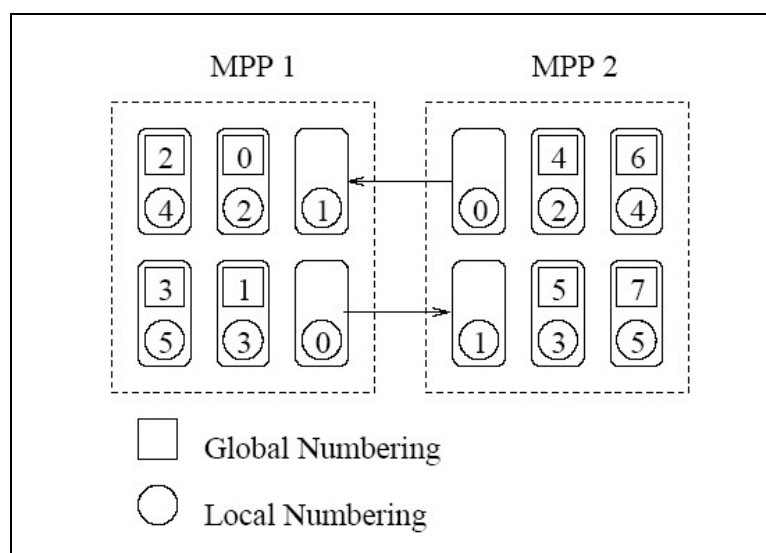 MPP 1 MPP 2
2 0 4 6
4 2 1 0 2 4
3 1 5 7
5 3 0 1 3 5
Global Numbering
Local Numbering